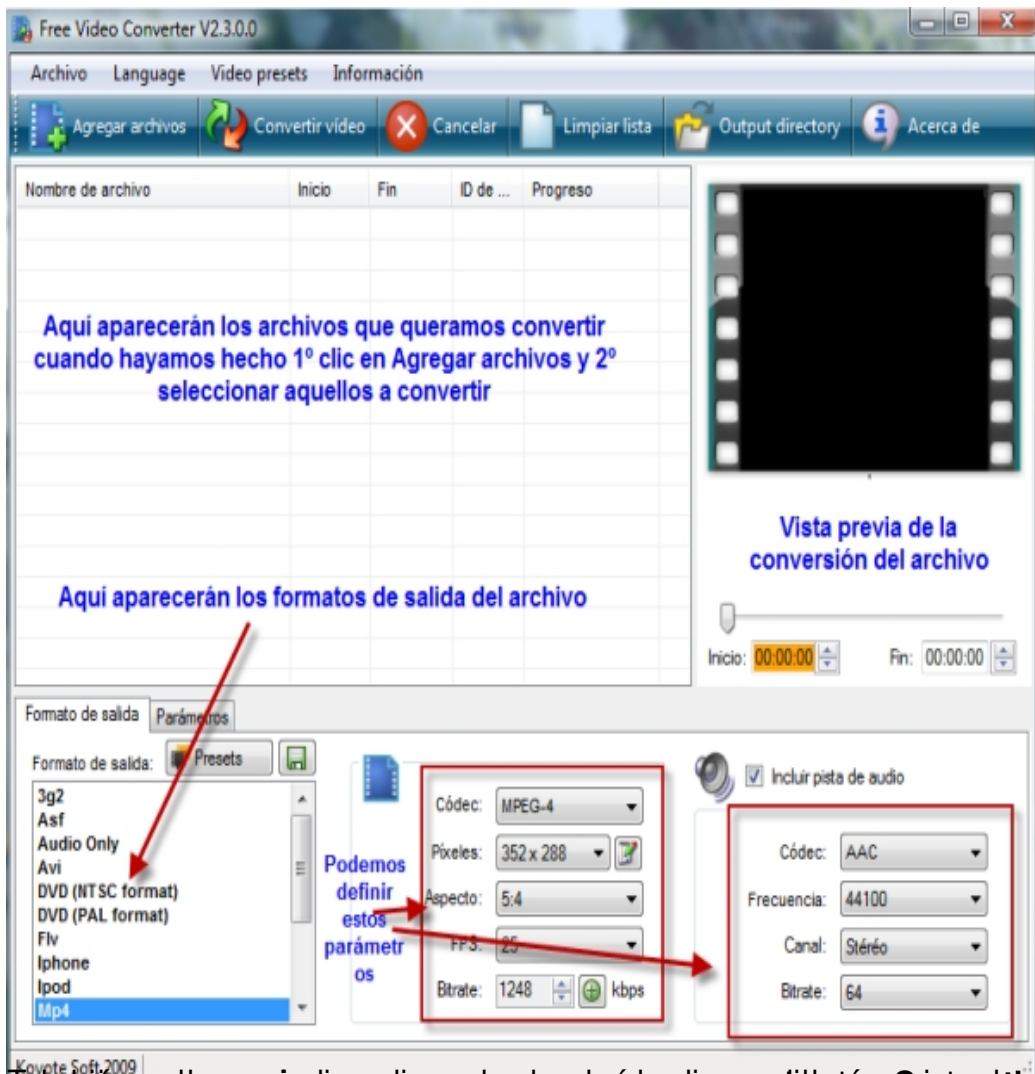 Free Video Converter V2.3.0.0
Archivo Language Video presets Información
Agregar archivos Convertir vídeo Cancelar Limpiar lista Output directory Acerca de
Nombre de archivo Inicio Fin ID de ... Progreso
Aquí aparecerán los archivos que queramos convertir
cuando hayamos hecho 1º clic en Agregar archivos y 2º
seleccionar aquellos a convertir
Vista previa de la
conversión del archivo
Aquí aparecerán los formatos de salida del archivo
Inicio: 00:00:00 Fin: 00:00:00
Formato de salida Parámetros
Formato de salida: Presets
3g2
Asf
Audio Only
Avi
DVD (NTSC format)
DVD (PAL format)
Flv
Iphone
Ipod
Mp4
Podemos
definir
estos
parámetr
os
Códec: MPEG-4
Píxeles: 352 x 288
Aspecto: 5:4
FPS: 25
Bitrate: 1248 kbps
Incluir pista de audio
Códec: AAC
Frecuencia: 44100
Canal: Stéréo
Bitrate: 64
Koyote Soft 2009